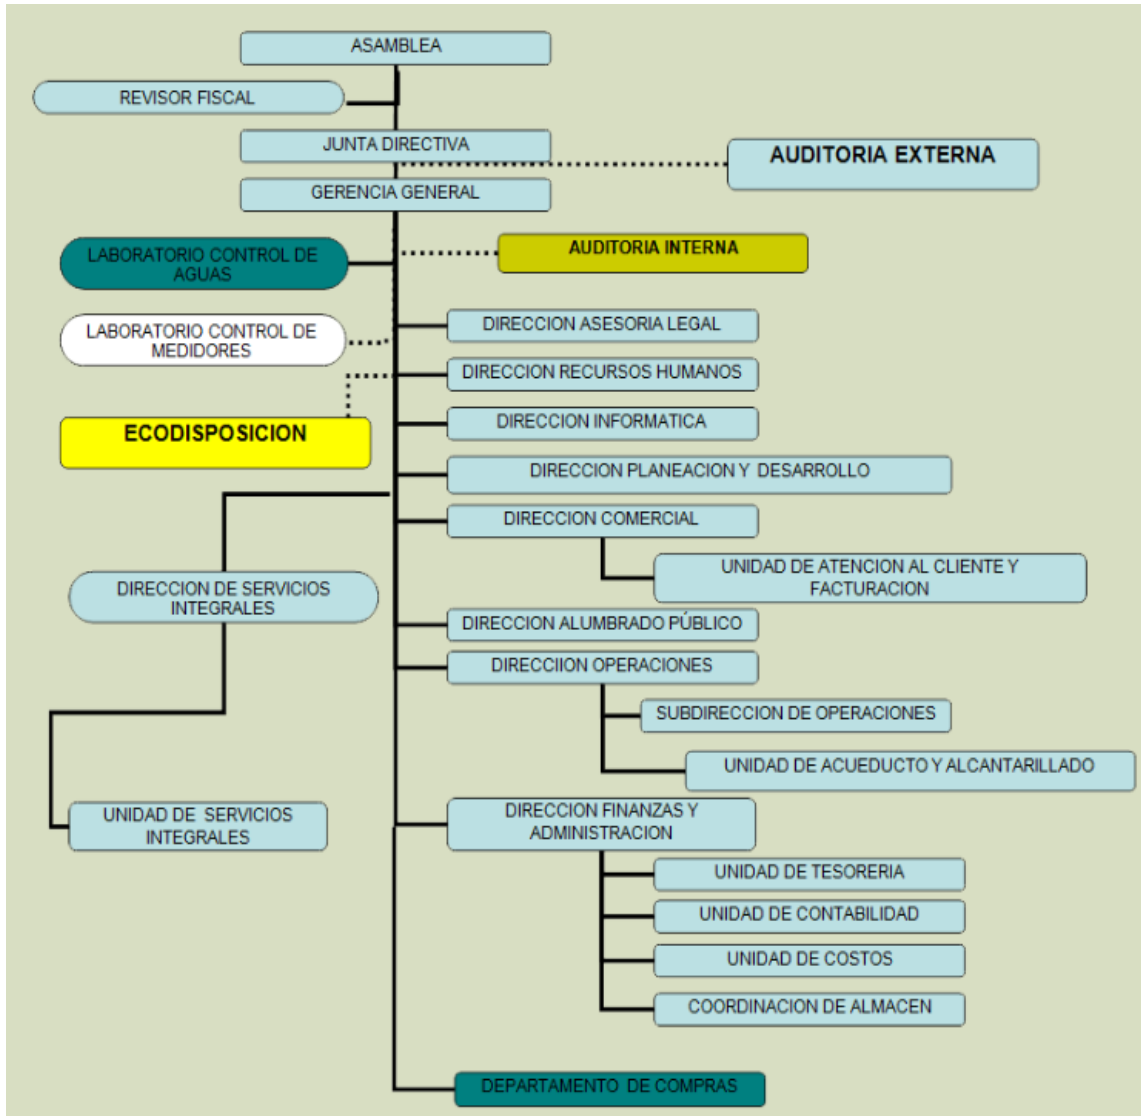 ASAMBLEA
REVISOR FISCAL
JUNTA DIRECTIVA
AUDITORIA EXTERNA
GERENCIA GENERAL
LABORATORIO CONTROL DE
AGUAS
AUDITORIA INTERNA
LABORATORIO CONTROL DE
MEDIDORES
DIRECCION ASESORIA LEGAL
DIRECCION RECURSOS HUMANOS
ECODISPOSICION
DIRECCION INFORMATICA
DIRECCION PLANEACION Y DESARROLLO
DIRECCION COMERCIAL
UNIDAD DE ATENCION AL CLIENTE Y
FACTURACION
DIRECCION DE SERVICIOS
INTEGRALES
DIRECCION ALUMBRADO PÚBLICO
DIRECCIION OPERACIONES
SUBDIRECCION DE OPERACIONES
UNIDAD DE ACUEDUCTO Y ALCANTARILLADO
UNIDAD DE SERVICIOS
INTEGRALES
DIRECCION FINANZAS Y
ADMINISTRACION
UNIDAD DE TESORERIA
UNIDAD DE CONTABILIDAD
UNIDAD DE COSTOS
COORDINACION DE ALMACEN
DEPARTAMENTO DE COMPRAS